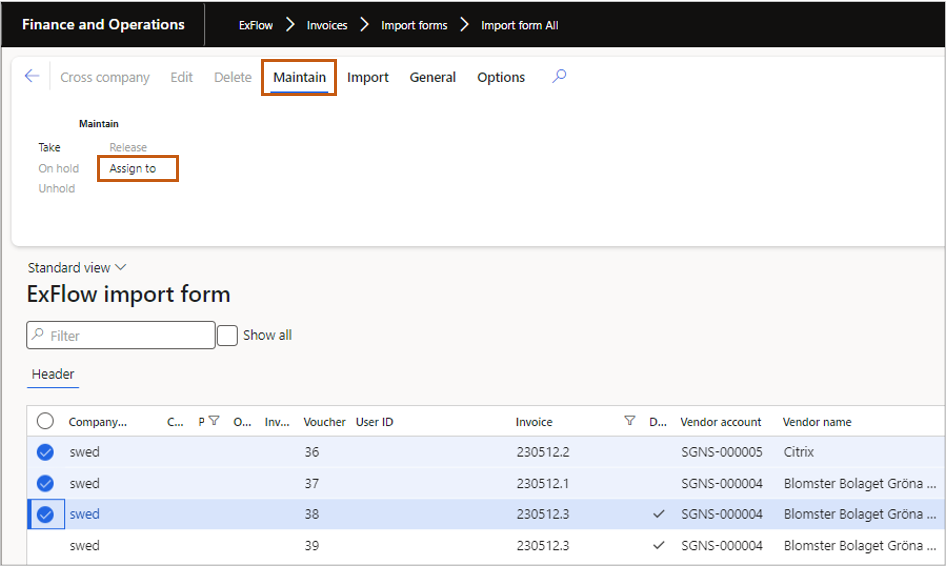 Finance and Operations ExFlow Invoices Import forms Import form All
Cross company Edit Delete Maintain Import General Options
Maintain
Take Release
On hold Assign to
Unhold
Standard view
ExFlow import form
Filter Show all
Header
Company... C... P O... Inv... Voucher User ID Invoice D... Vendor account Vendor name
swed 36 230512.2 SGNS-000005 Citrix
swed 37 230512.1 SGNS-000004 Blomster Bolaget Gröna ...
swed 38 230512.3 SGNS-000004 Blomster Bolaget Gröna ...
swed 39 230512.3 SGNS-000004 Blomster Bolaget Gröna ...